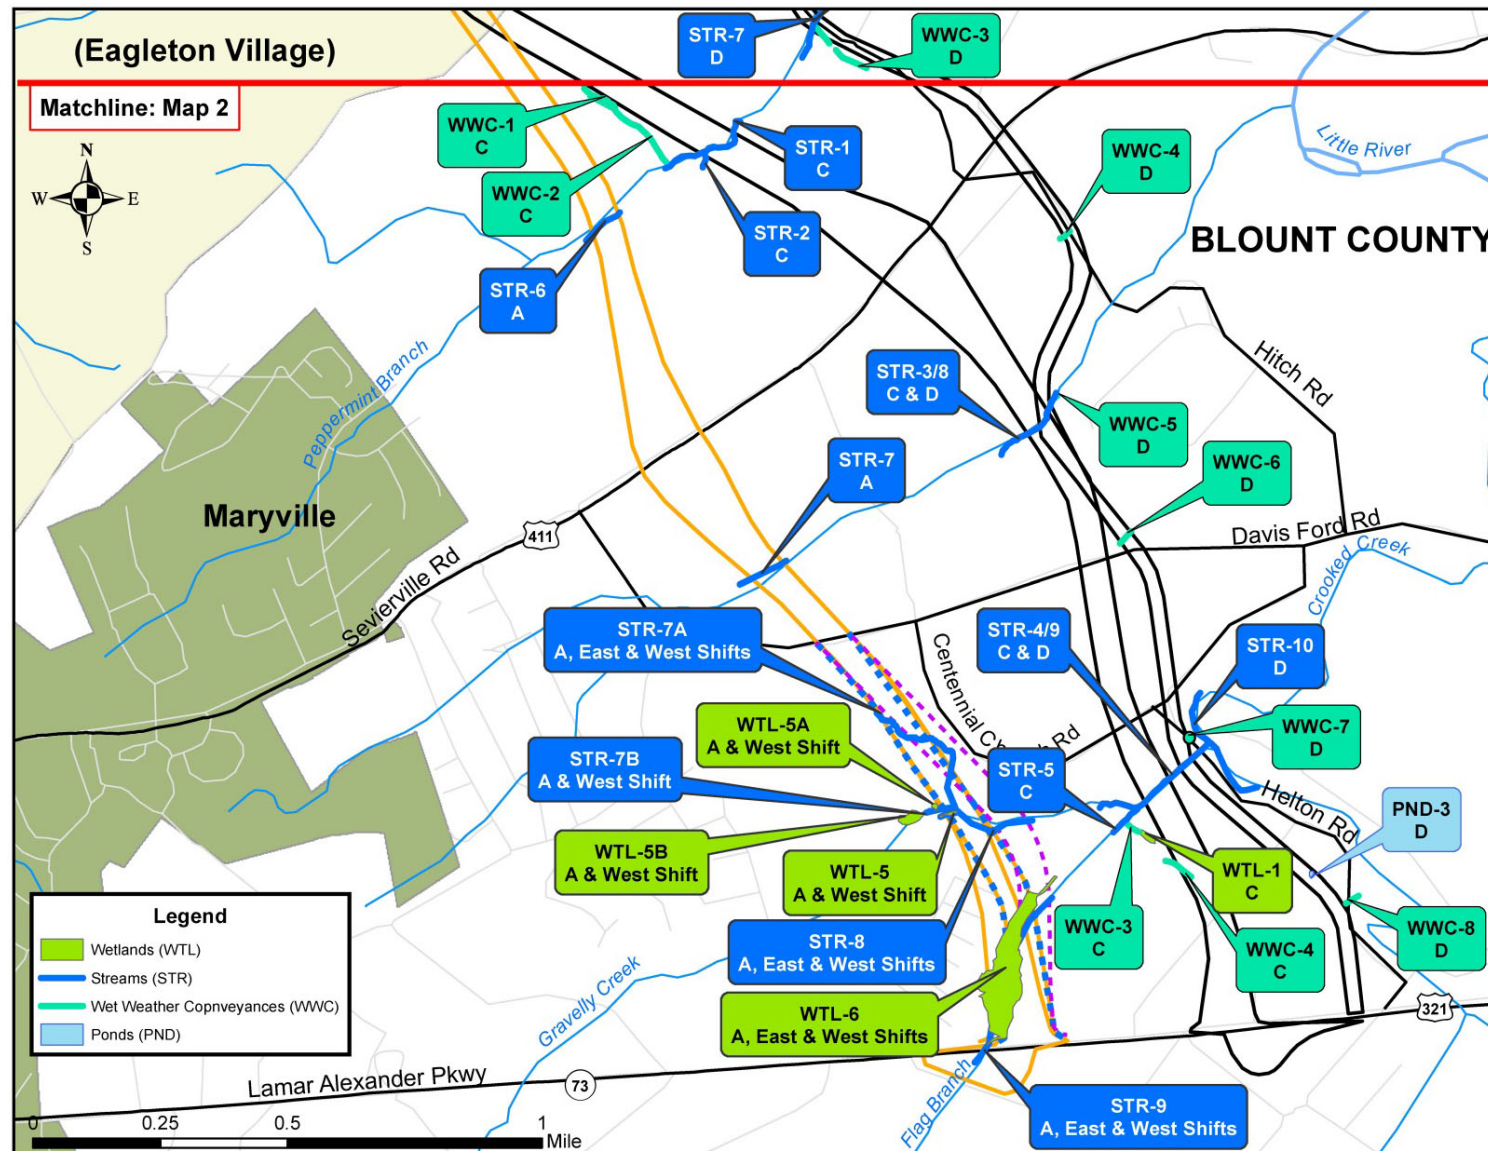 (Eagleton Village)
STR-7
D
WWC-3
D
Matchline: Map 2
N
W
E
S
WWC-1
C
STR-1
C
Little River
WWC-4
D
WWC-2
C
STR-2
C
BLOUNT COUNTY
STR-6
A
Peppermint Branch
Hitch Rd
STR-3/8
C & D
WWC-5
D
STR-7
A
WWC-6
D
Maryville
411
Sevierville Rd
Davis Ford Rd
Crooked Creek
STR-7A
A, East & West Shifts
Centennial Church Rd
STR-4/9
C & D
STR-10
D
WTL-5A
A & West Shift
WWC-7
D
STR-7B
A & West Shift
STR-5
C
Helton Rd
PND-3
D
WTL-5B
A & West Shift
WTL-5
A & West Shift
WTL-1
C
Legend
Wetlands (WTL)
Streams (STR)
Wet Weather Copnveyances (WWC)
Ponds (PND)
WWC-3
C
WWC-8
D
STR-8
A, East & West Shifts
WWC-4
C
Gravelly Creek
WTL-6
A, East & West Shifts
321
Lamar Alexander Pkwy
73
Flag Branch
STR-9
A, East & West Shifts
0
0.25
0.5
1
Mile